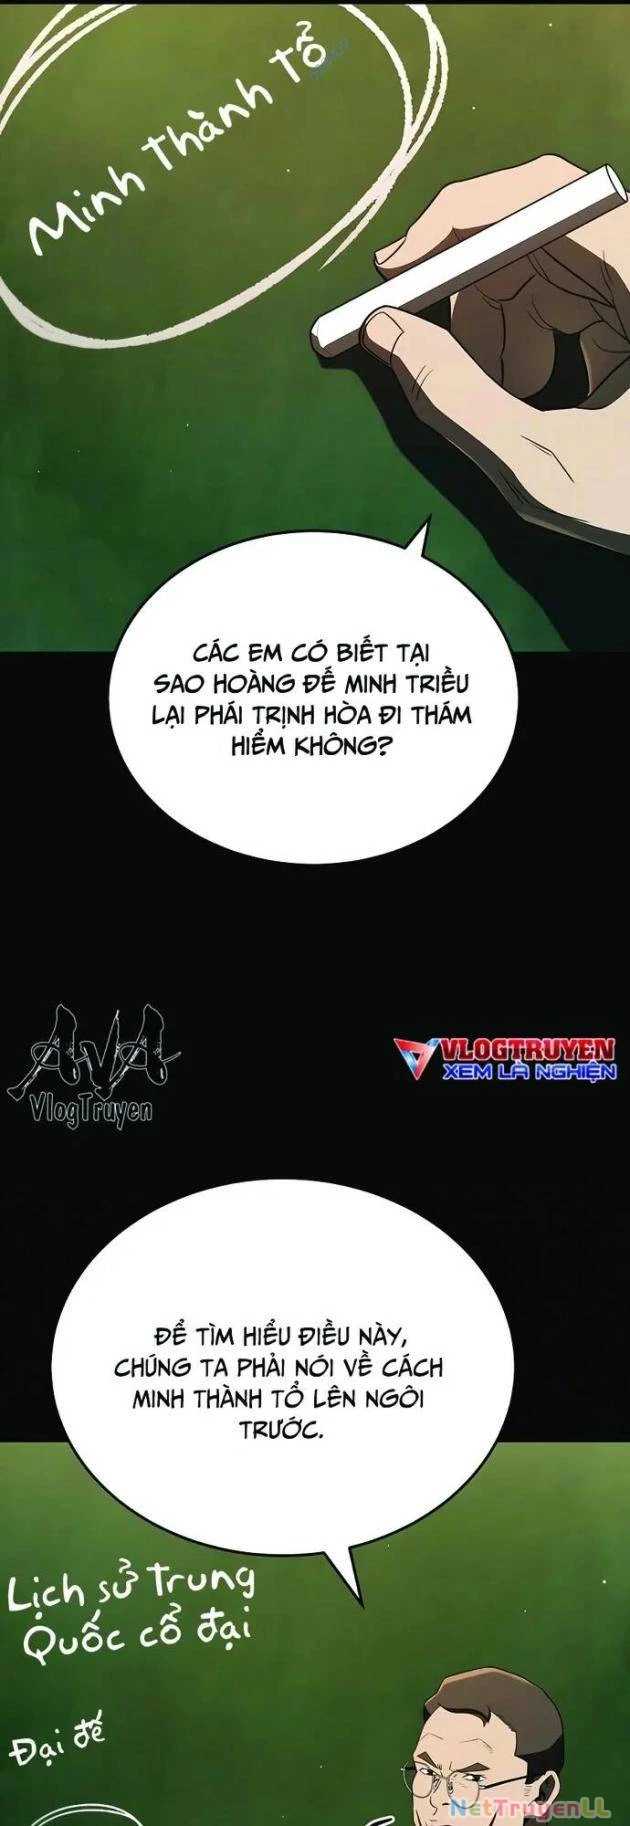 Minh Thành Tổ
CÁC EM CÓ BIẾT TẠI
SAO HOÀNG ĐẾ MINH TRIỀU
LẠI PHÁI TRỊNH HÒA ĐI THÁM
HIỂM KHÔNG?
AVA
VlogTruyen
VLOGTRUYEN
XEM LÀ NGHIỆN
ĐỂ TÌM HIỂU ĐIỀU NÀY,
CHÚNG TA PHẢI NÓI VỀ CÁCH
MINH THÀNH TỔ LÊN NGÔI
TRƯỚC.
Lịch sử Trung
Quốc cổ đại
Đại đế
NetTruyenLL